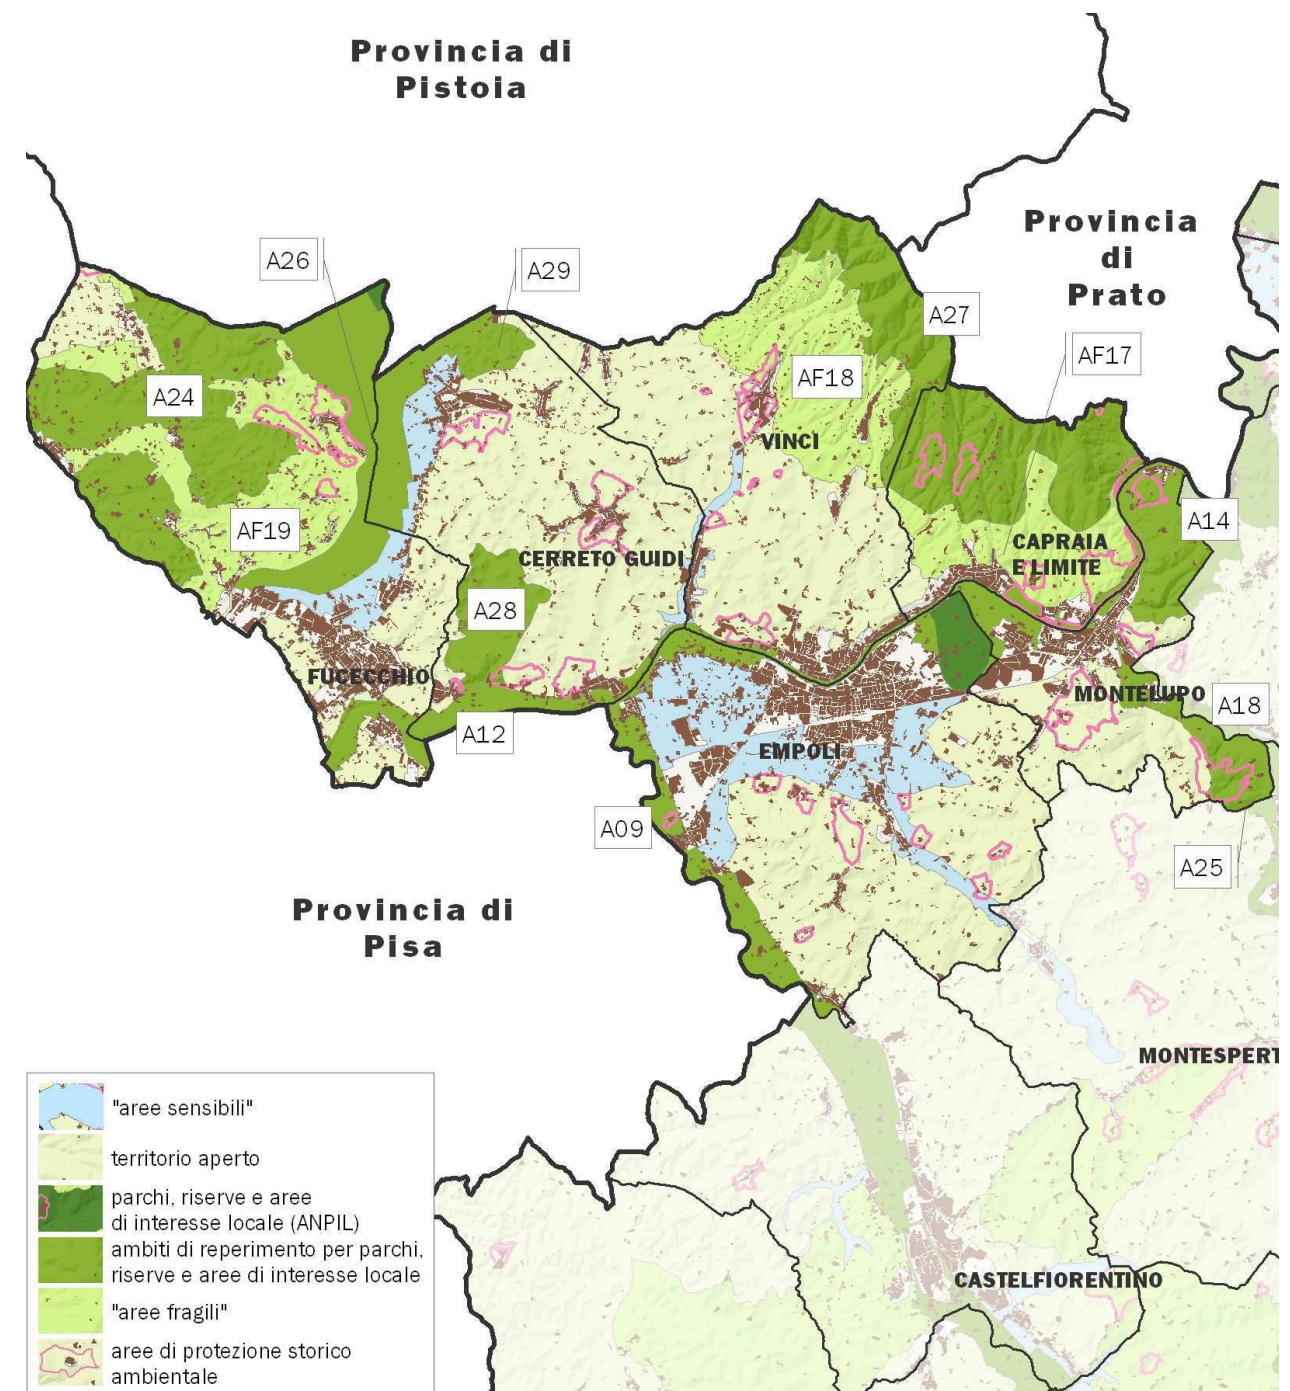 Provincia di
Pistoia
Provincia
di
Prato
A26
A29
A27
AF17
A24
AF18
VINCI
AF19
A14
CERRETO GUIDI
CAPRAIA
E LIMITE
A28
FUCECCHIO
MONTELUPO
A18
A12
EMPOLI
A09
A25
Provincia di
Pisa
MONTESPERT
CASTELFIORENTINO
"aree sensibili"
territorio aperto
parchi, riserve e aree
di interesse locale (ANPIL)
ambiti di reperimento per parchi,
riserve e aree di interesse locale
"aree fragili"
aree di protezione storico
ambientale